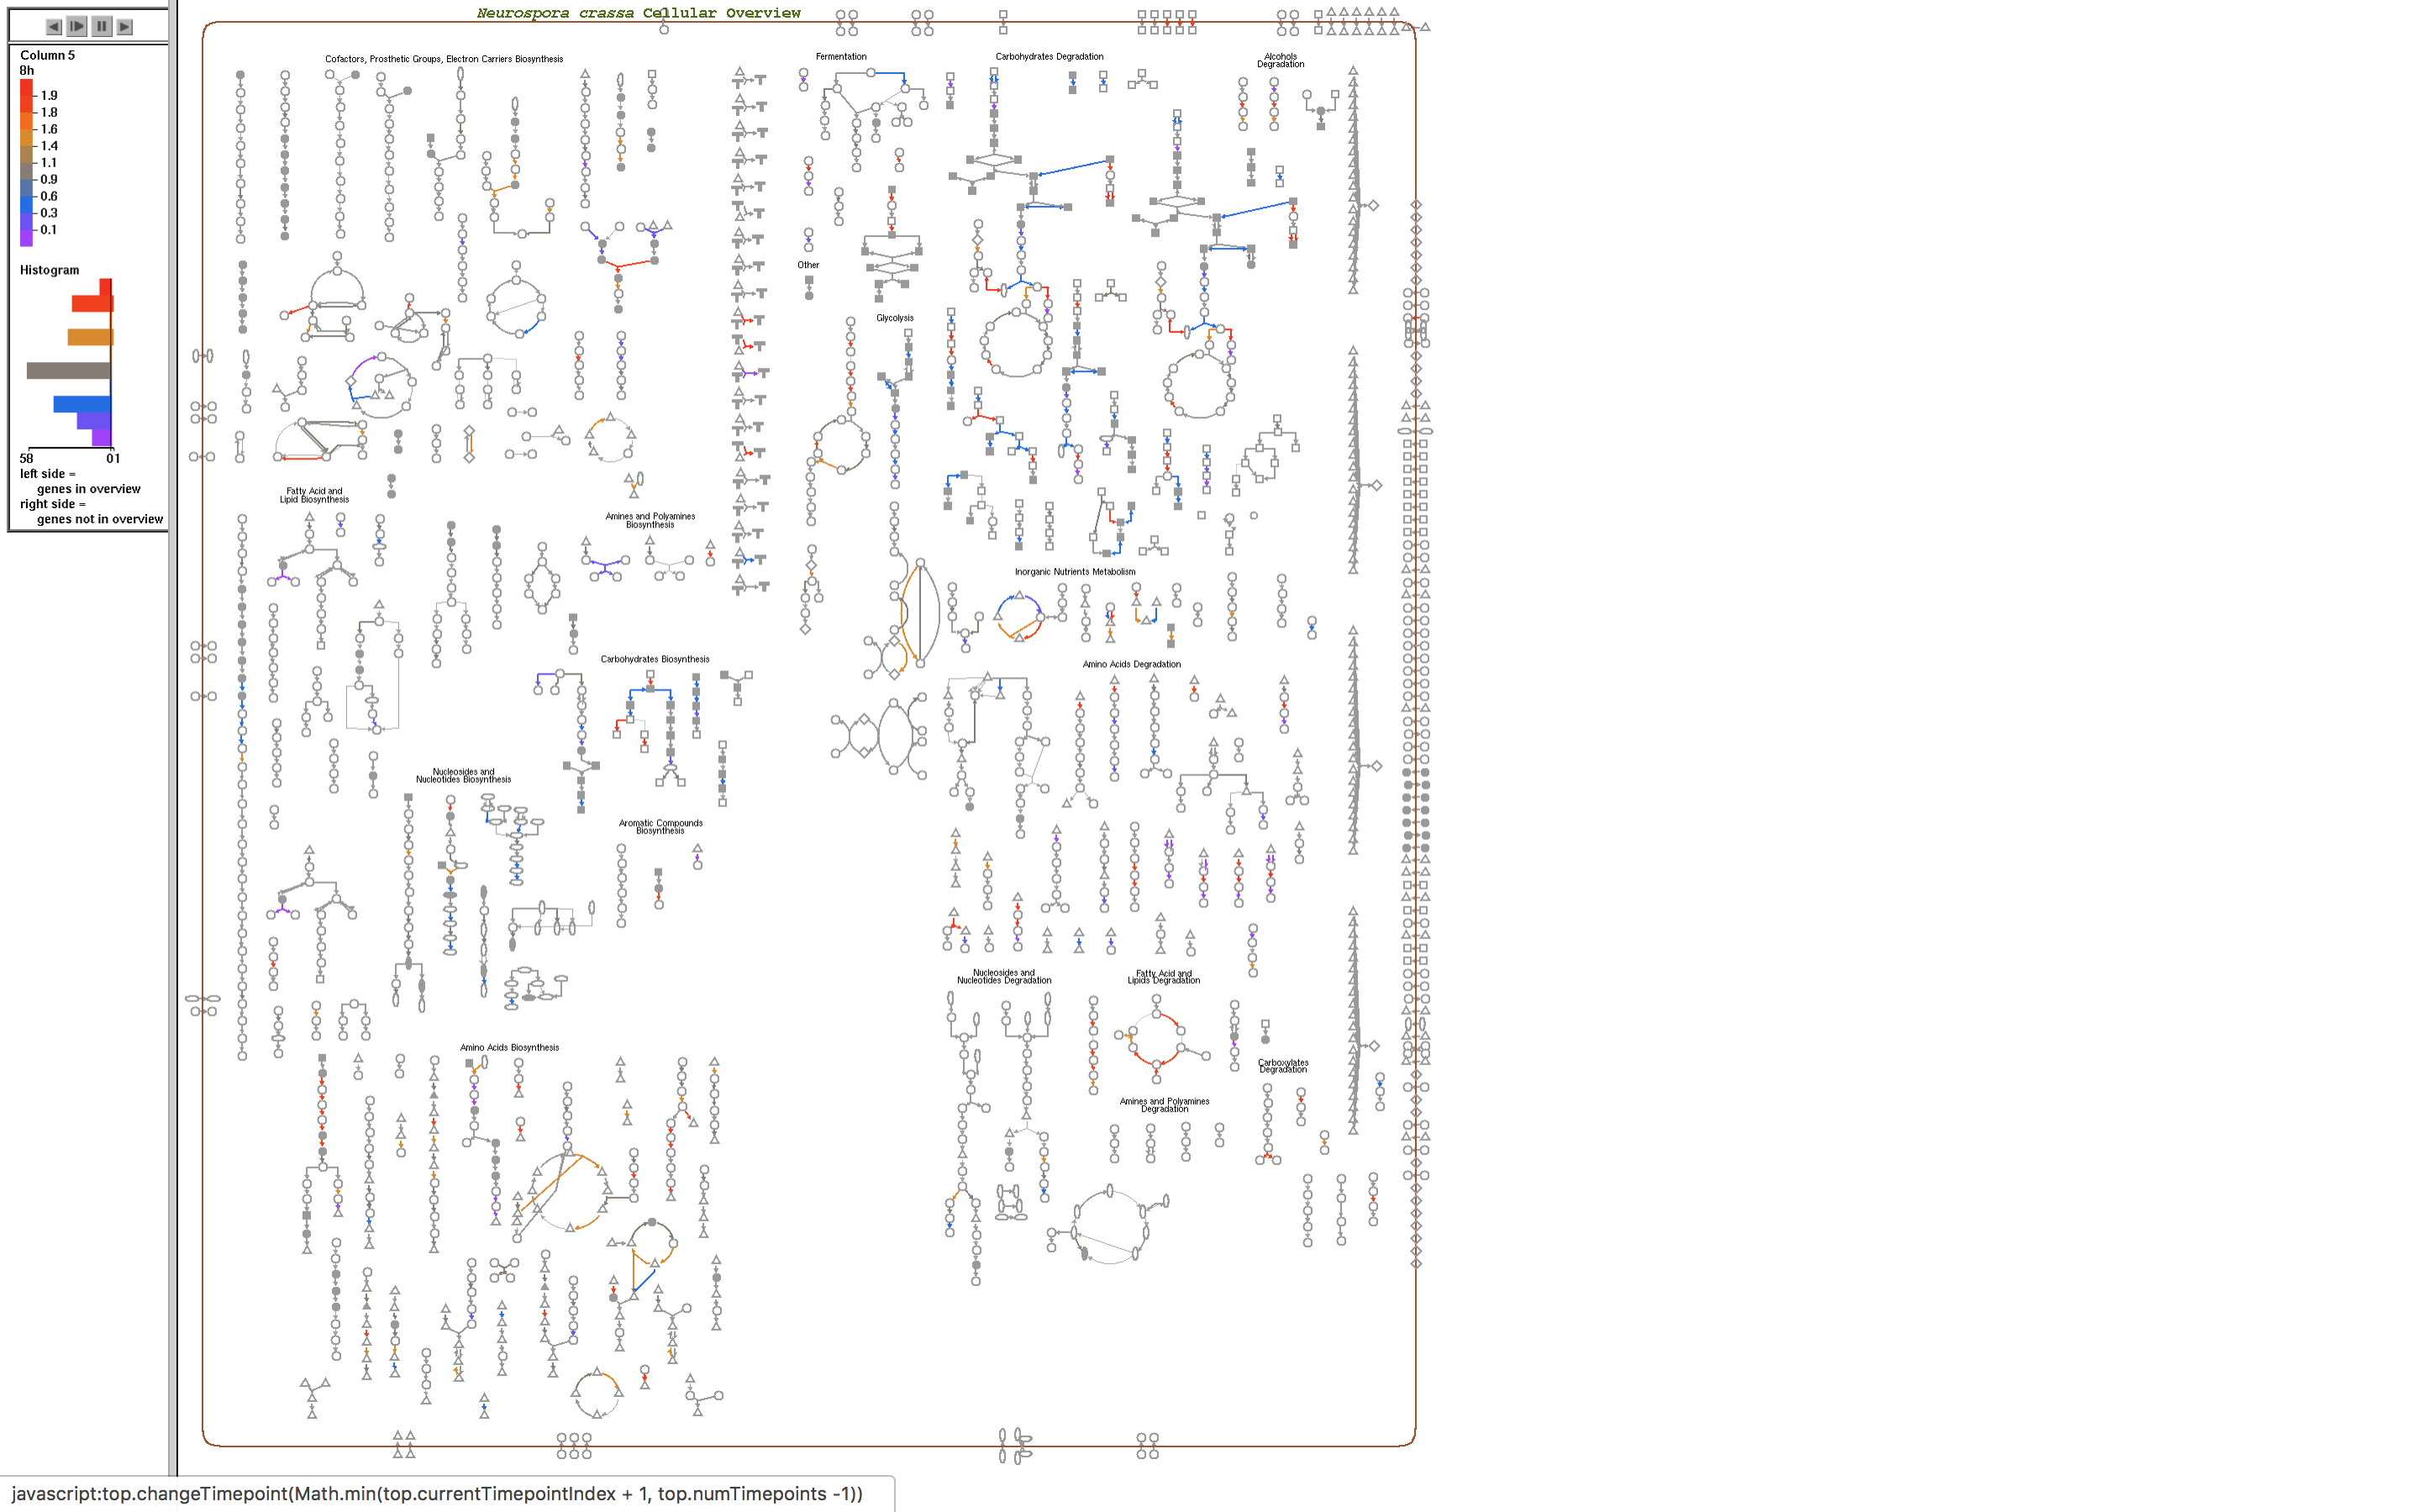 Neurospora crassa Cellular Overview
Column 5
8h
1.9
1.8
1.6
1.4
1.1
0.9
0.6
0.3
0.1
Histogram
58
0 1
left side =
genes in overview
right side =
genes not in overview
Cofactors, Prosthetic Groups, Electron Carriers Biosynthesis
Fatty Acid and
Lipid Biosynthesis
Amines and Polyamines
Biosynthesis
Carbohydrates Biosynthesis
Nucleosides and
Nucleotides Biosynthesis
Aromatic Compounds
Biosynthesis
Amino Acids Biosynthesis
Fermentation
Other
Glycolysis
Carbohydrates Degradation
Alcohols
Degradation
Inorganic Nutrients Metabolism
Amino Acids Degradation
Nucleosides and
Nucleotides Degradation
Fatty Acid and
Lipids Degradation
Carboxylates
Degradation
Amines and Polyamines
Degradation
javascript:top.changeTimepoint(Math.min(top.currentTimepointIndex + 1, top.numTimepoints -1))